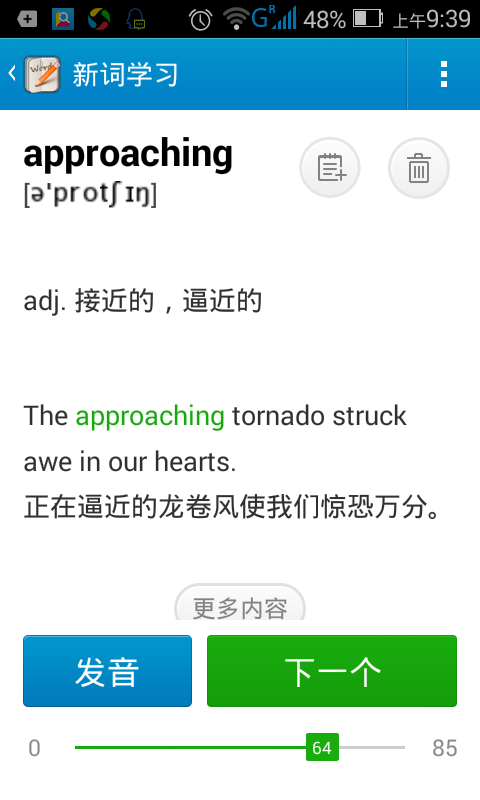 48% 上午9:39
新词学习
approaching
[ə'protʃɪŋ]
adj. 接近的，逼近的
The approaching tornado struck
awe in our hearts.
正在逼近的龙卷风使我们惊恐万分。
更多内容
发音 下一个
0 64 85